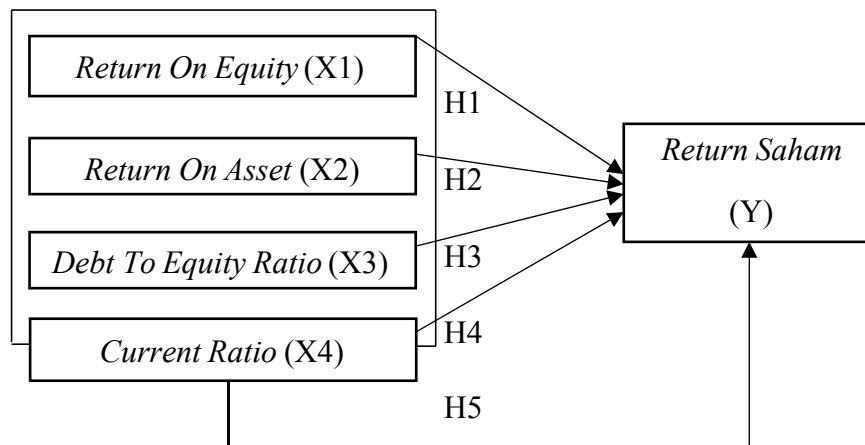 Return On Equity (X1)
H1
Return On Asset (X2)
H2
Debt To Equity Ratio (X3)
H3
Current Ratio (X4)
H4
H5
Return Saham
(Y)